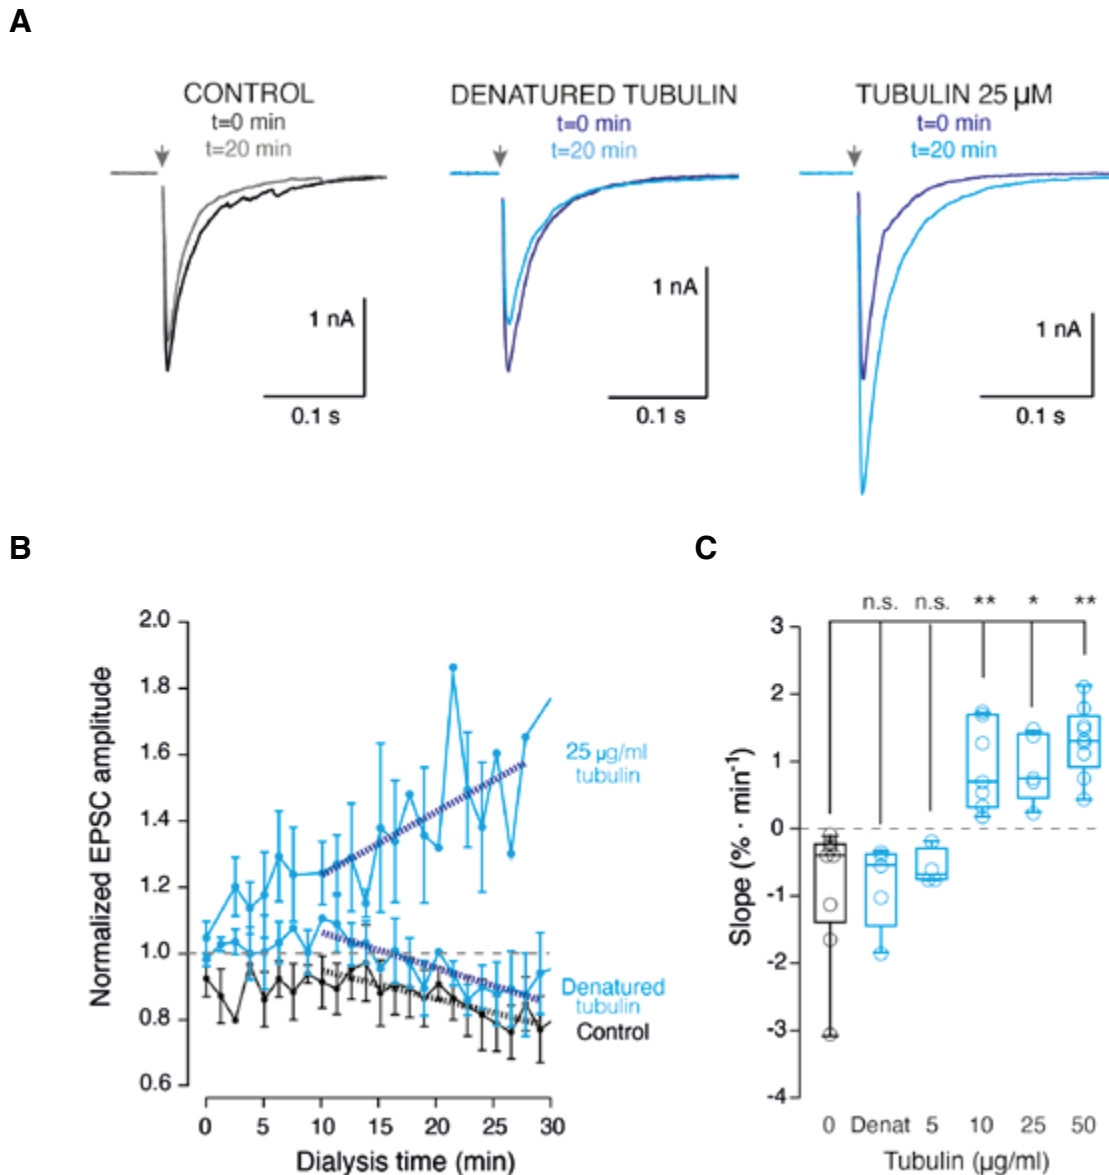 A
CONTROL
t=0 min
t=20 min
1 nA
0.1 s
DENATURED TUBULIN
t=0 min
t=20 min
1 nA
0.1 s
TUBULIN 25 µM
t=0 min
t=20 min
1 nA
0.1 s
B
Normalized EPSC amplitude
2.0
1.8
1.6
1.4
1.2
1.0
0.8
0.6
25 µg/ml
tubulin
Denatured
tubulin
Control
0 5 10 15 20 25 30
Dialysis time (min)
C
n.s. n.s. ** * **
Slope (% · min⁻¹)
3
2
1
0
-1
-2
-3
-4
0 Denat 5 10 25 50
Tubulin (µg/ml)